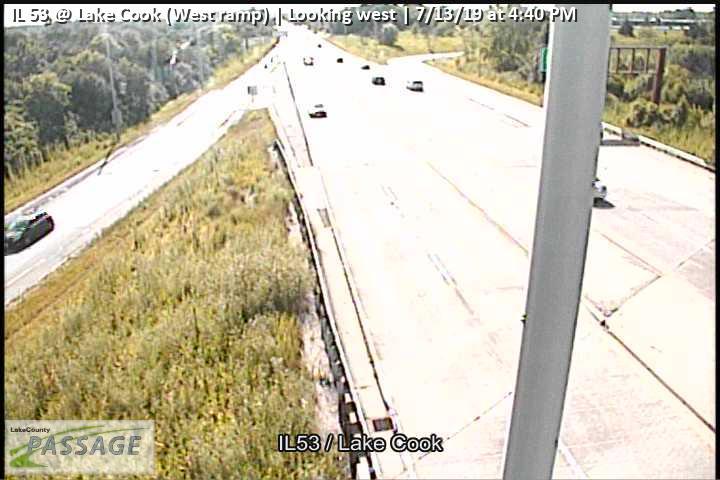 IL 53 @ Lake Cook (West ramp) | Looking west | 7/13/19 at 4:40 PM
LakeCounty
PASSAGE
IL53 / Lake Cook